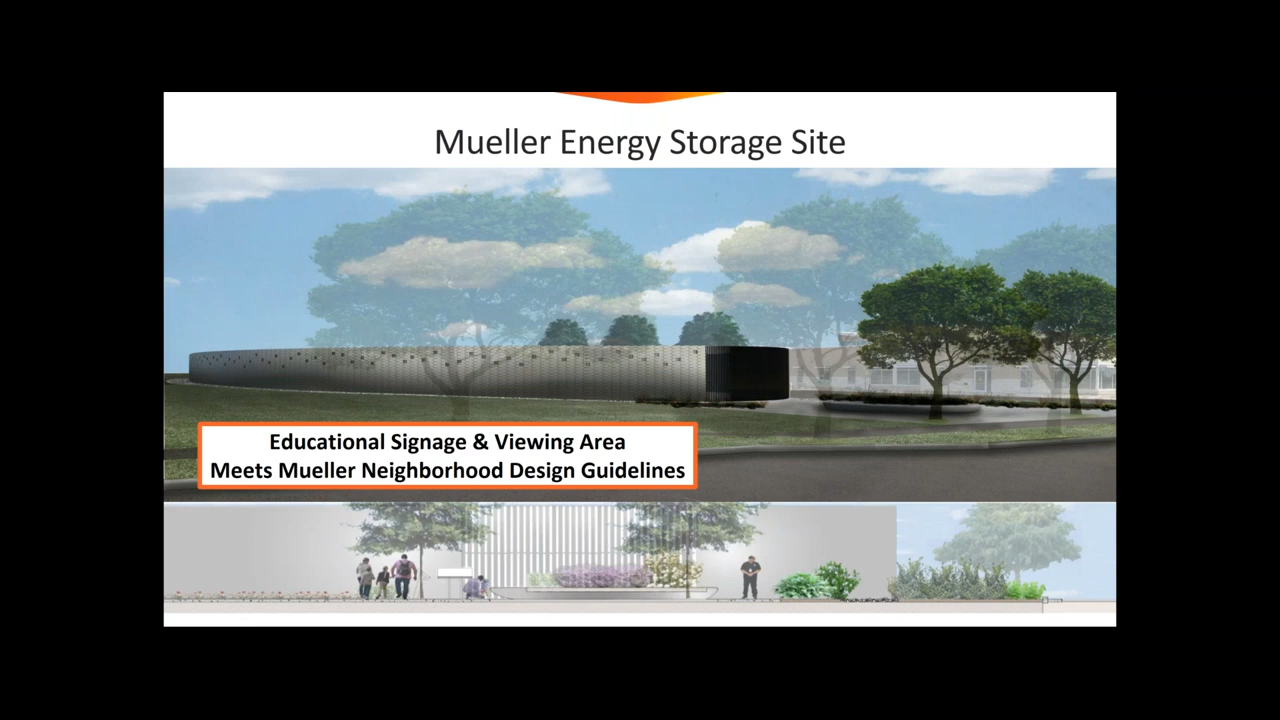 Mueller Energy Storage Site
Educational Signage & Viewing Area
Meets Mueller Neighborhood Design Guidelines